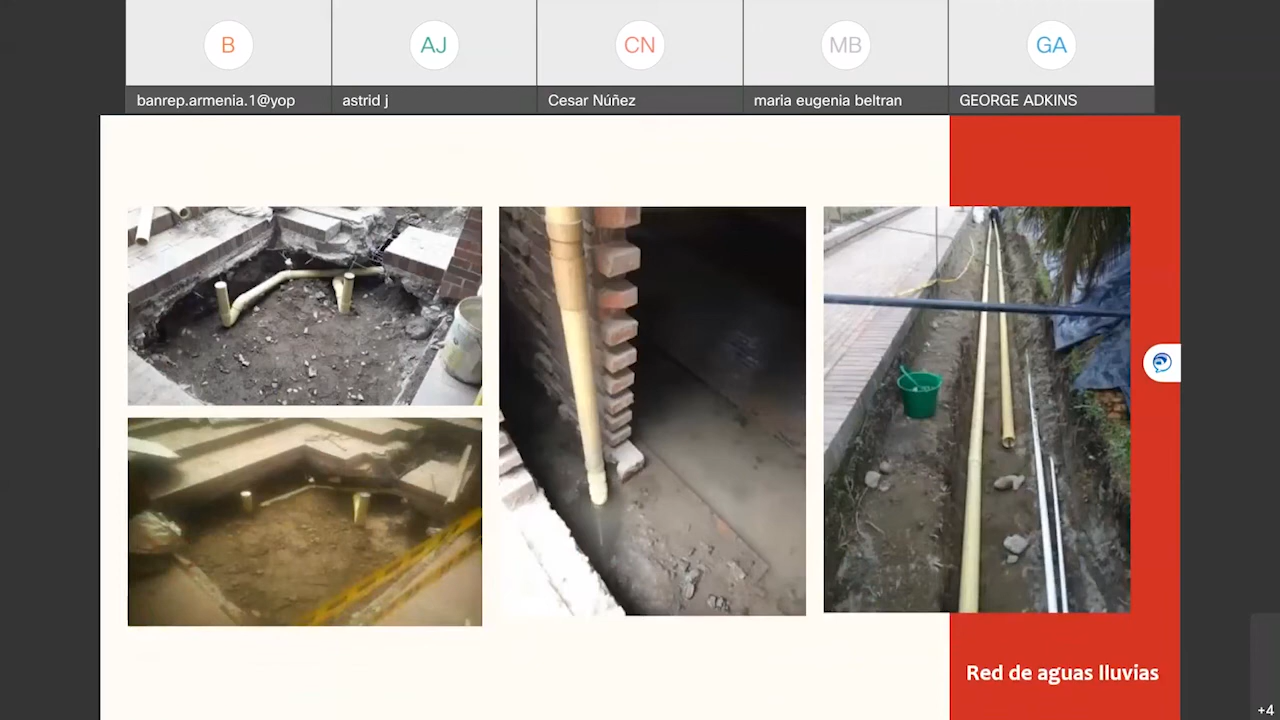 B
AJ
CN
MB
GA
banrep.armenia.1@yop
astrid j
Cesar Núñez
maria eugenia beltran
GEORGE ADKINS
Red de aguas lluvias
+4